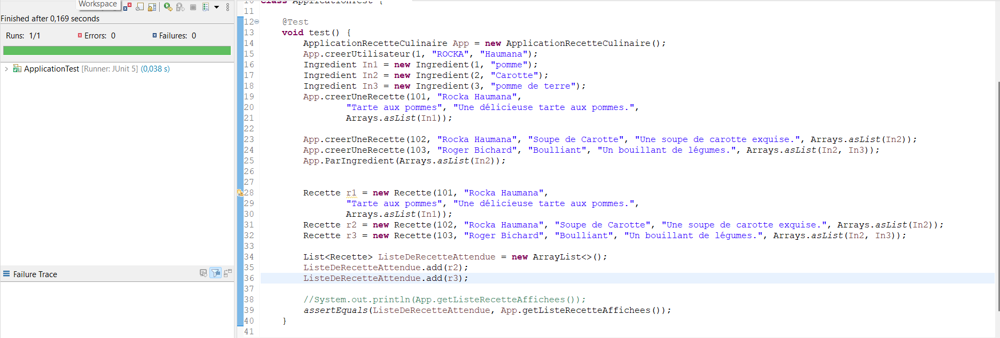 Workspace
Finished after 0,169 seconds
Runs: 1/1 Errors: 0 Failures: 0
ApplicationTest [Runner: JUnit 5] (0,038 s)
Failure Trace
10 class ApplicationTest {
11
12 @Test
13 void test() {
14 ApplicationRecetteCulinaire App = new ApplicationRecetteCulinaire();
15 App.creerUtilisateur(1, "ROCKA", "Haumana");
16 Ingredient In1 = new Ingredient(1, "pomme");
17 Ingredient In2 = new Ingredient(2, "Carotte");
18 Ingredient In3 = new Ingredient(3, "pomme de terre");
19 App.creerUneRecette(101, "Rocka Haumana",
20 "Tarte aux pommes", "Une délicieuse tarte aux pommes.",
21 Arrays.asList(In1));
22
23 App.creerUneRecette(102, "Rocka Haumana", "Soupe de Carotte", "Une soupe de carotte exquise.", Arrays.asList(In2));
24 App.creerUneRecette(103, "Roger Bichard", "Boulliant", "Un bouillant de légumes.", Arrays.asList(In2, In3));
25 App.ParIngredient(Arrays.asList(In2));
26
27
28 Recette r1 = new Recette(101, "Rocka Haumana",
29 "Tarte aux pommes", "Une délicieuse tarte aux pommes.",
30 Arrays.asList(In1));
31 Recette r2 = new Recette(102, "Rocka Haumana", "Soupe de Carotte", "Une soupe de carotte exquise.", Arrays.asList(In2));
32 Recette r3 = new Recette(103, "Roger Bichard", "Boulliant", "Un bouillant de légumes.", Arrays.asList(In2, In3));
33
34 List<Recette> ListeDeRecetteAttendue = new ArrayList<>();
35 ListeDeRecetteAttendue.add(r2);
36 ListeDeRecetteAttendue.add(r3);
37
38 //System.out.println(App.getListeRecetteAffichees());
39 assertEquals(ListeDeRecetteAttendue, App.getListeRecetteAffichees());
40 }
41